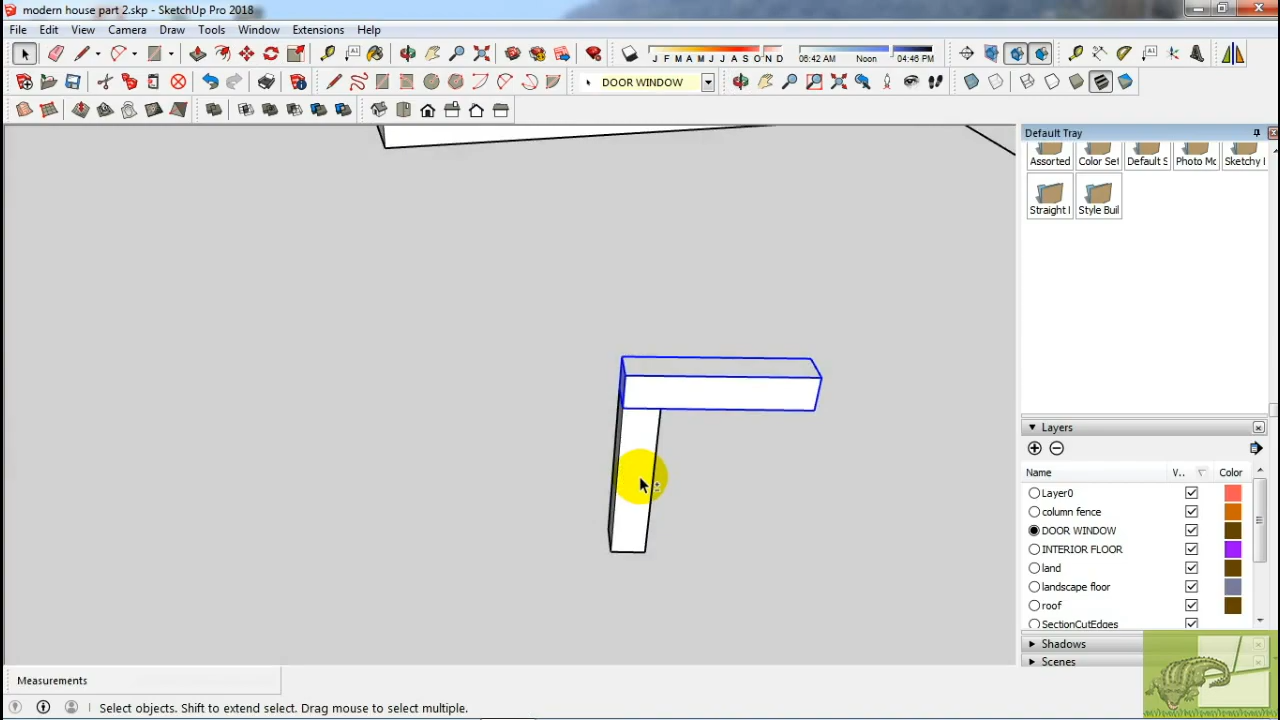 modern house part 2.skp - SketchUp Pro 2018
File Edit View Camera Draw Tools Window Extensions Help
J F M A M J J A S O N D
06:42 AM Noon 04:46 PM
DOOR WINDOW
Default Tray
Assorted Color Set Default S Photo Mo Sketchy I
Straight I Style Buil
Layers
Name V.. Color
Layer0
column fence
DOOR WINDOW
INTERIOR FLOOR
land
landscape floor
roof
SectionCutEdges
Shadows
Scenes
Measurements
Select objects. Shift to extend select. Drag mouse to select multiple.